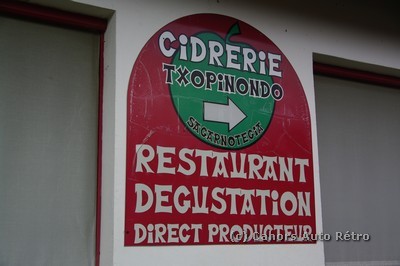 CIDRERIE
TXOPINONDO
SAGARNOTEGIA
RESTAURANT
DEGUSTATION
DIRECT PRODUCTEUR
(c) Cahors Auto Rétro